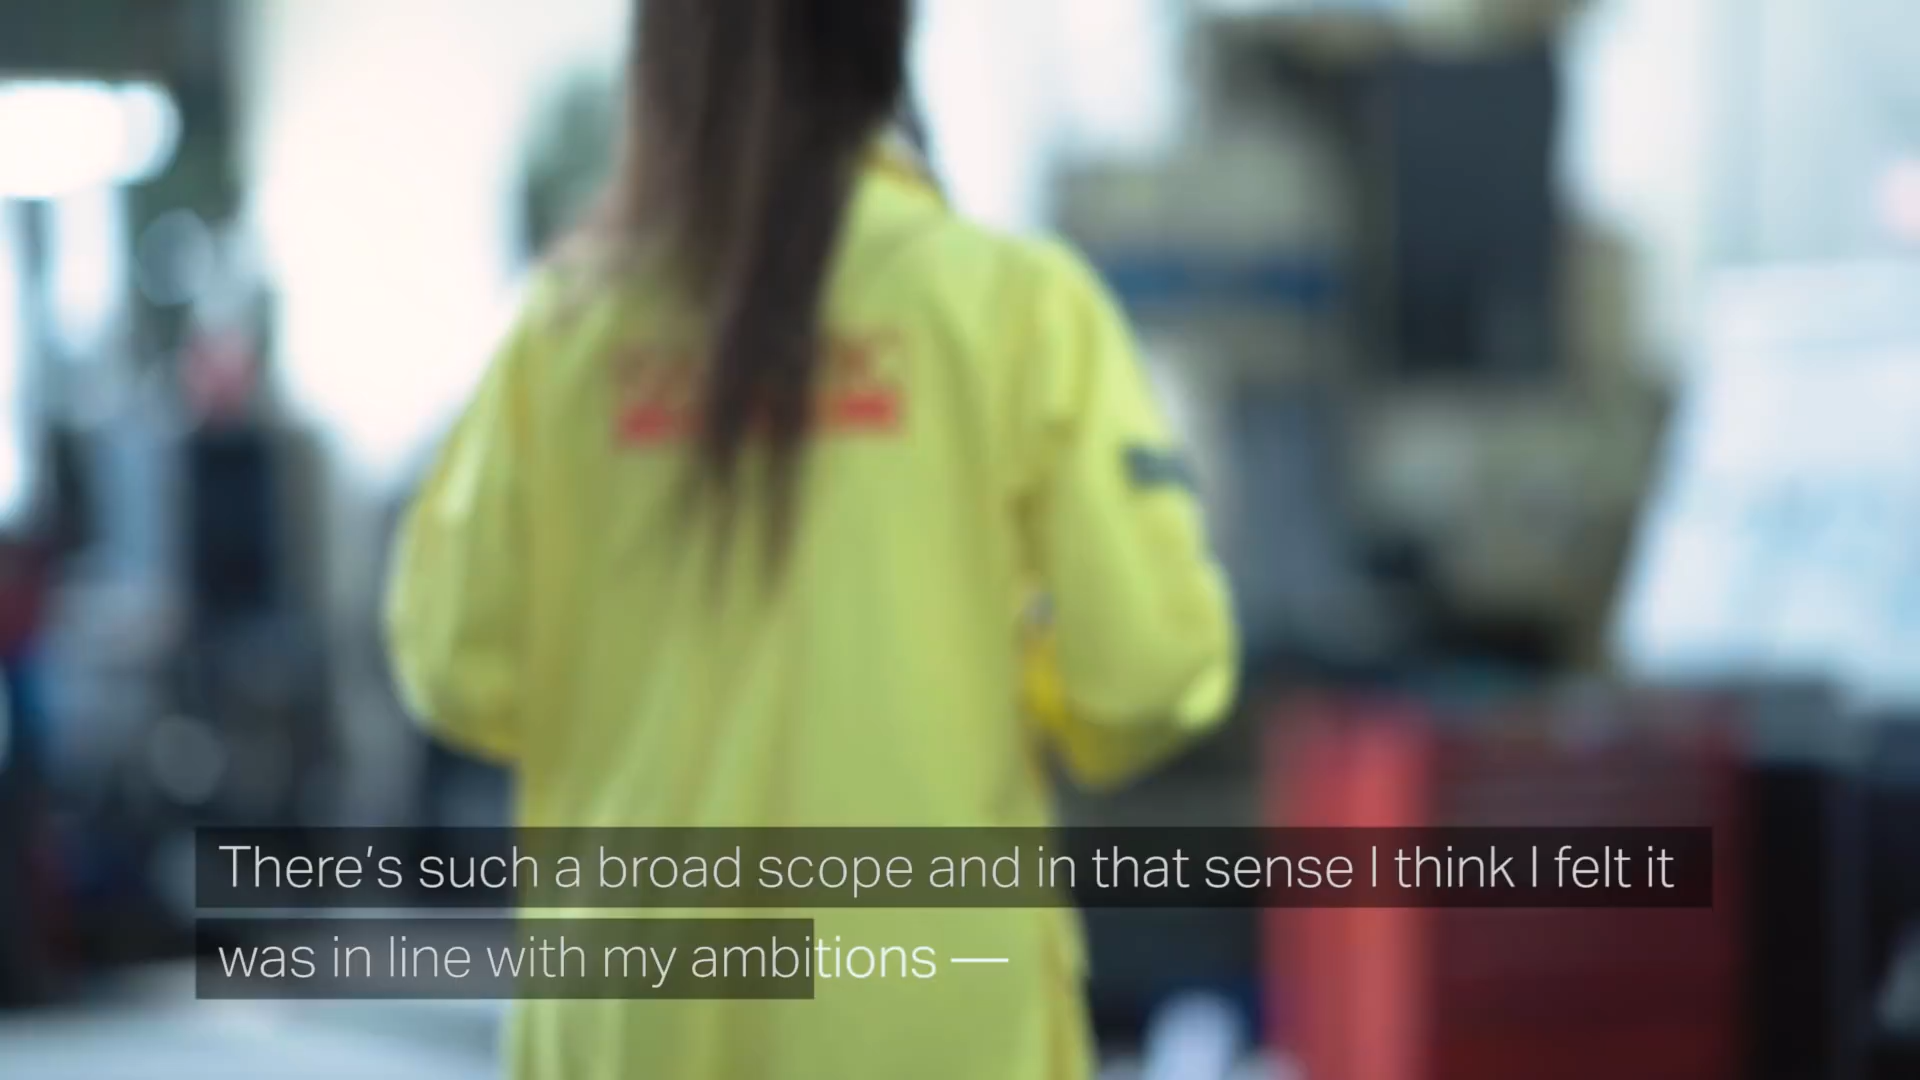 There's such a broad scope and in that sense I think I felt it
was in line with my ambitions —